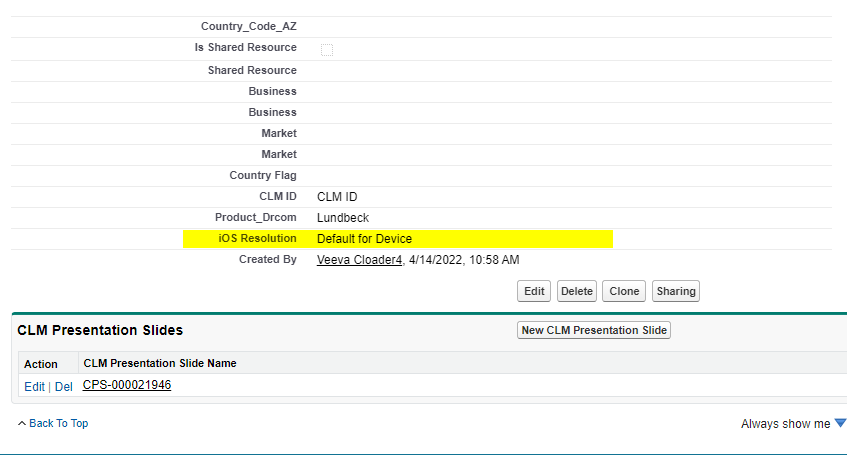 Country_Code_AZ
Is Shared Resource
Shared Resource
Business
Business
Market
Market
Country Flag
CLM ID CLM ID
Product_Drcom Lundbeck
iOS Resolution Default for Device
Created By Veeva Cloader4, 4/14/2022, 10:58 AM
Edit Delete Clone Sharing
CLM Presentation Slides New CLM Presentation Slide
Action CLM Presentation Slide Name
Edit | Del CPS-000021946
Back To Top Always show me